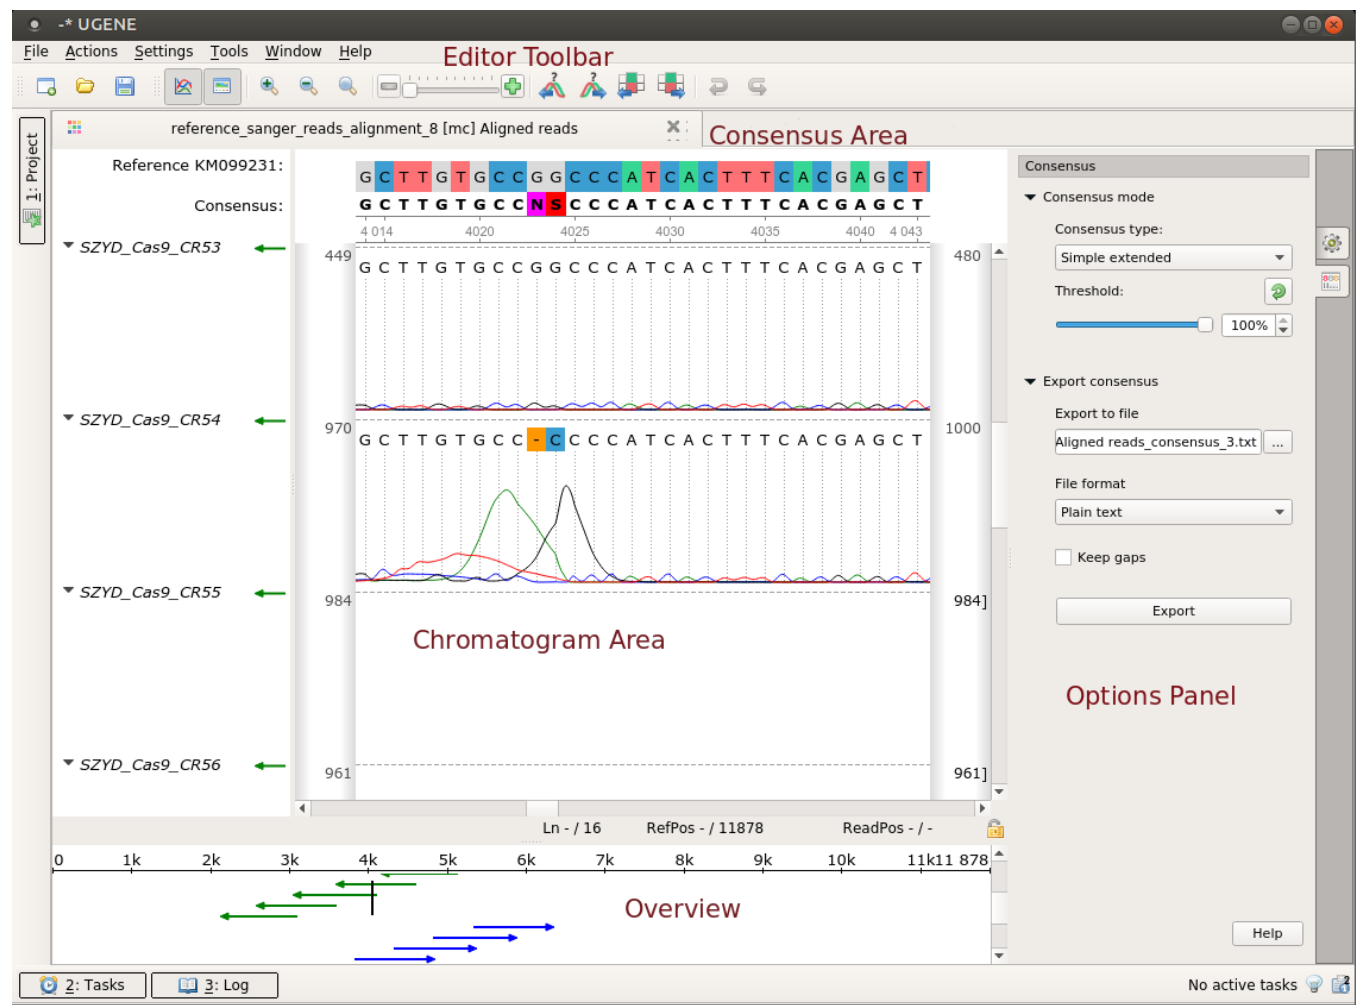 -* UGENE
File Actions Settings Tools Window Help
Editor Toolbar
reference_sanger_reads_alignment_8 [mc] Aligned reads
Consensus Area
1: Project
Reference KM099231:
G C T T G T G C C G G C C C A T C A C T T T C A C G A G C T
Consensus:
G C T T G T G C C N S C C C A T C A C T T T C A C G A G C T
4 014 4020 4025 4030 4035 4040 4 043
SZYD_Cas9_CR53
449 480
G C T T G T G C C G G C C C A T C A C T T T C A C G A G C T
SZYD_Cas9_CR54
970 1000
G C T T G T G C C - C C C C A T C A C T T T C A C G A G C T
SZYD_Cas9_CR55
984 984]
Chromatogram Area
SZYD_Cas9_CR56
961 961]
Ln - / 16 RefPos - / 11878 ReadPos - / -
0 1k 2k 3k 4k 5k 6k 7k 8k 9k 10k 11k11 878
Overview
Consensus
Consensus mode
Consensus type:
Simple extended
Threshold:
100%
Export consensus
Export to file
Aligned reads_consensus_3.txt ...
File format
Plain text
Keep gaps
Export
Options Panel
Help
2: Tasks 3: Log
No active tasks 2